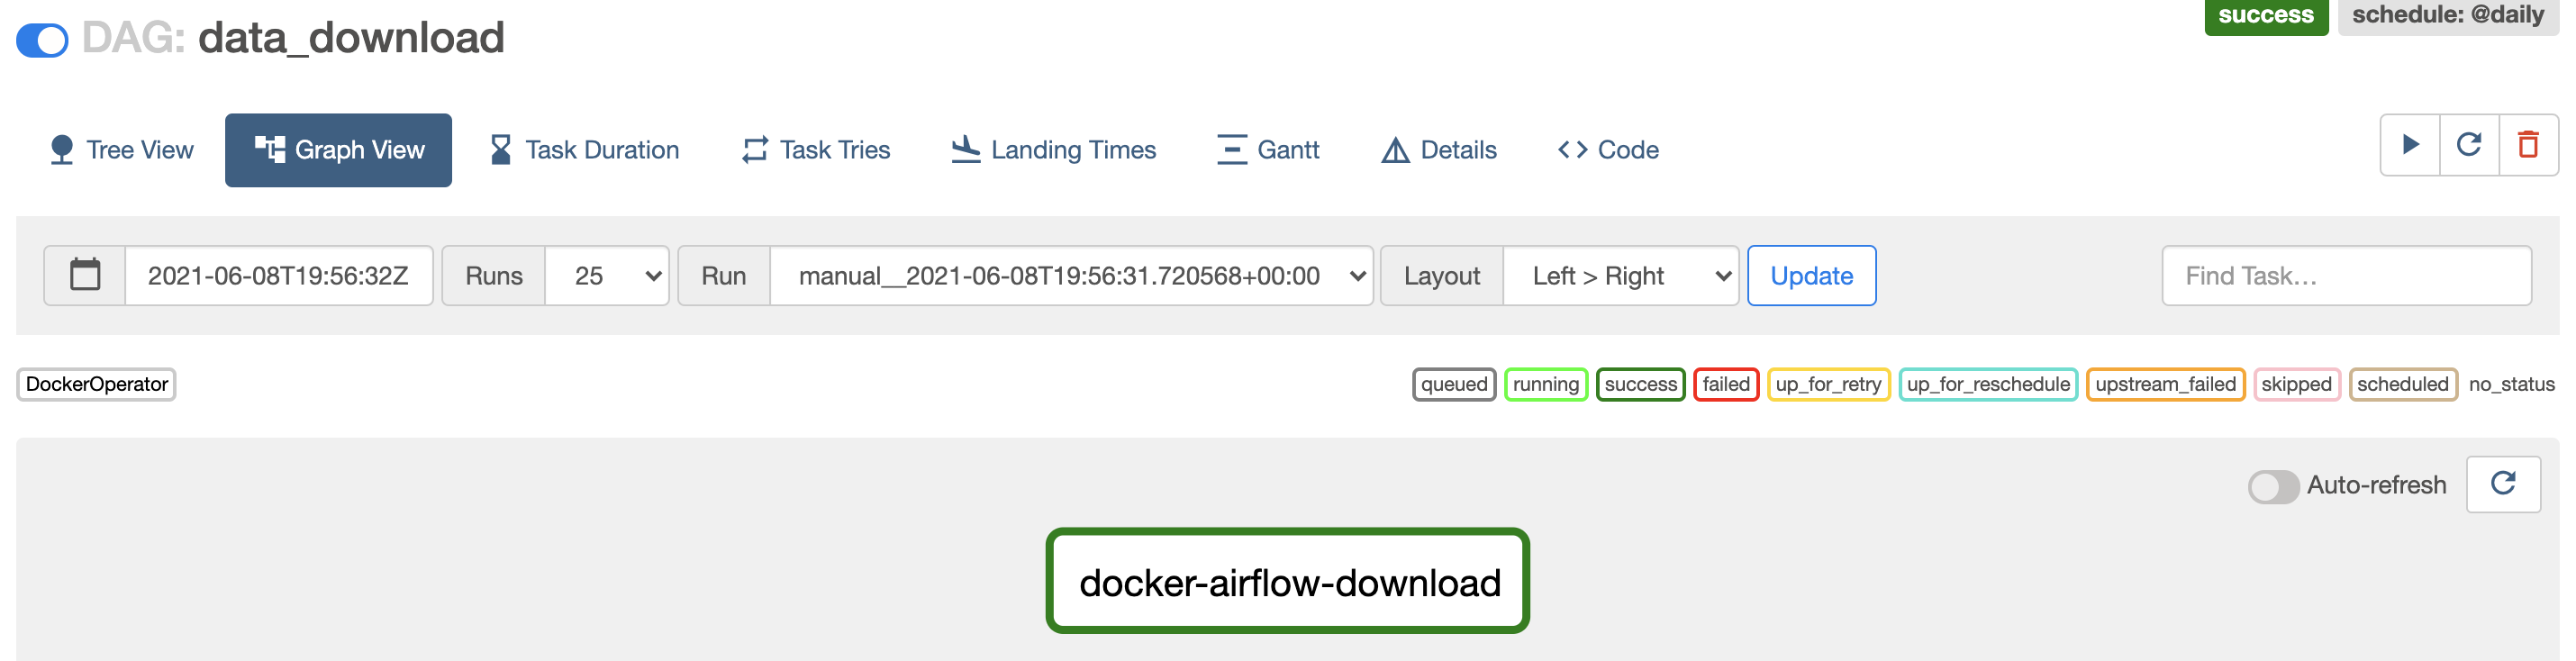 DAG: data_download
success schedule: @daily
Tree View Graph View Task Duration Task Tries Landing Times Gantt Details Code
2021-06-08T19:56:32Z Runs 25 Run manual__2021-06-08T19:56:31.720568+00:00 Layout Left > Right Update Find Task...
DockerOperator queued running success failed up_for_retry up_for_reschedule upstream_failed skipped scheduled no_status
Auto-refresh
docker-airflow-download